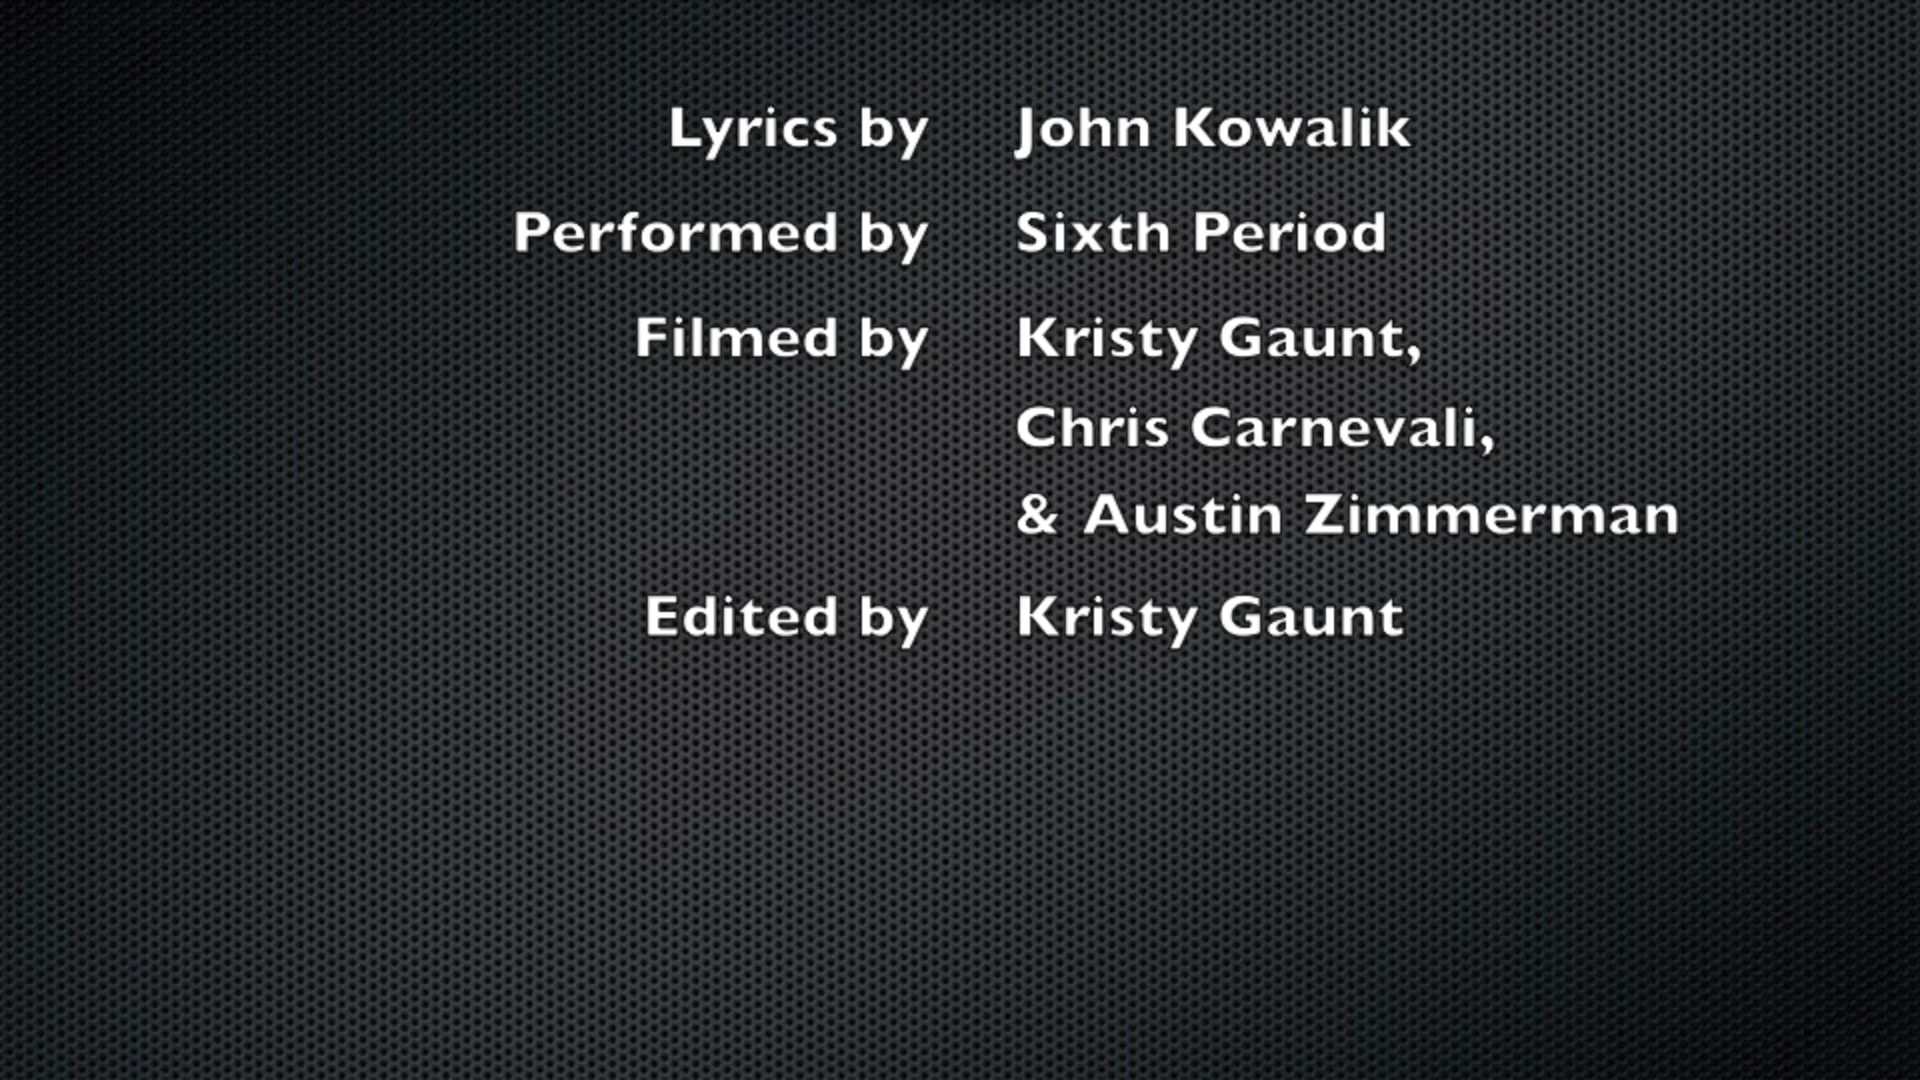 Lyrics by John Kowalik
Performed by Sixth Period
Filmed by Kristy Gaunt,
Chris Carnevali,
& Austin Zimmerman
Edited by Kristy Gaunt